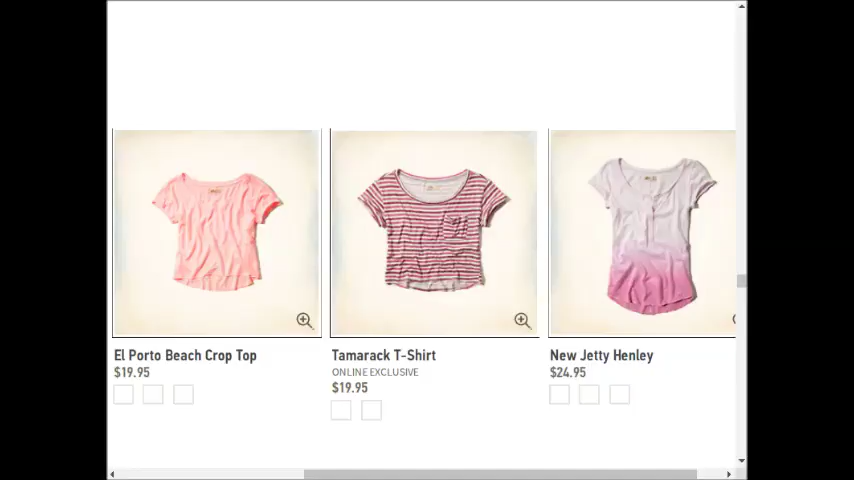 El Porto Beach Crop Top
$19.95
Tamarack T-Shirt
ONLINE EXCLUSIVE
$19.95
New Jetty Henley
$24.95